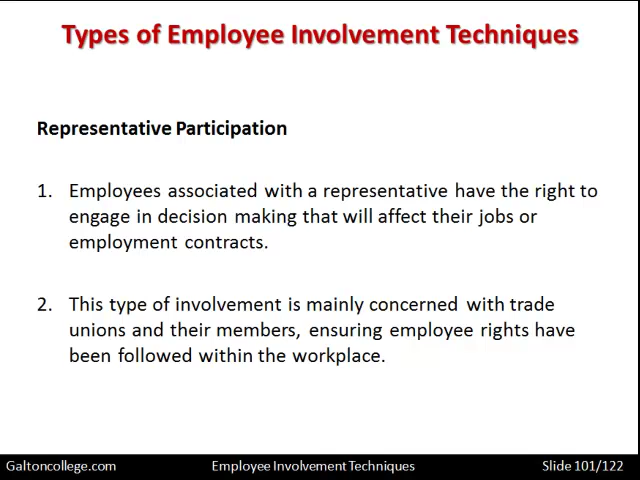 Types of Employee Involvement Techniques
Representative Participation
1. Employees associated with a representative have the right to
engage in decision making that will affect their jobs or
employment contracts.
2. This type of involvement is mainly concerned with trade
unions and their members, ensuring employee rights have
been followed within the workplace.
Galtoncollege.com Employee Involvement Techniques Slide 101/122